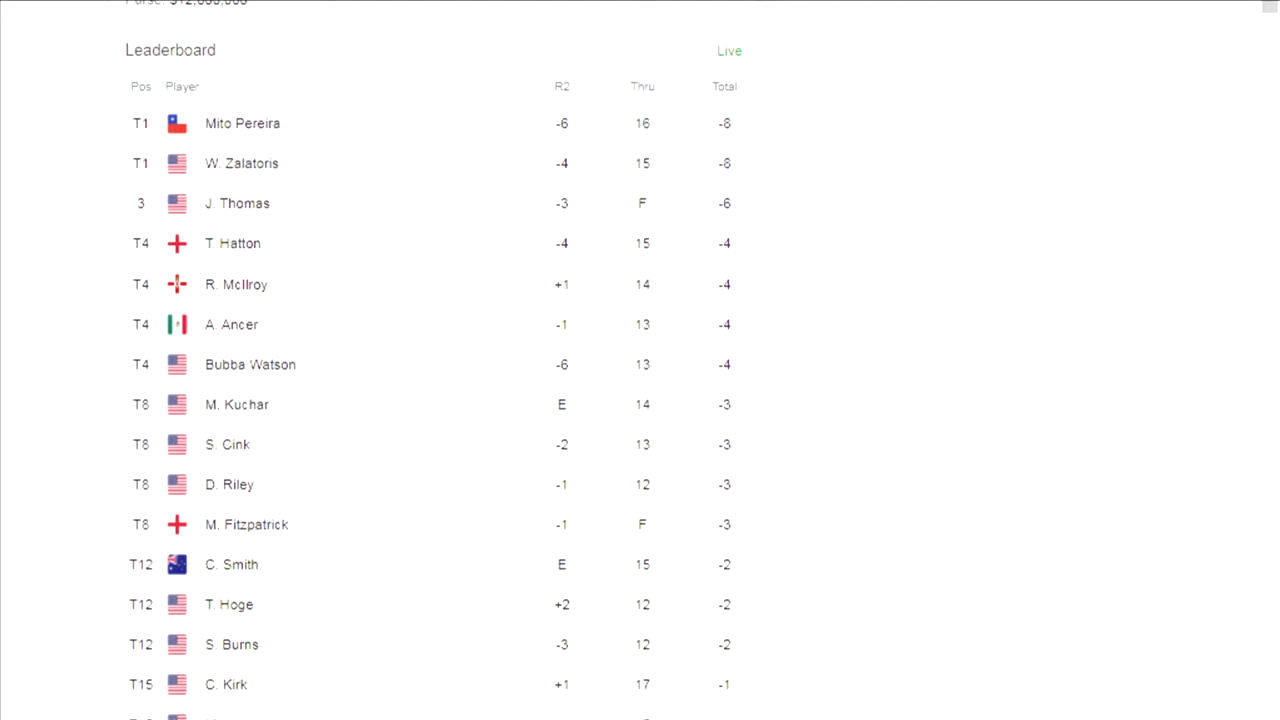 Purse: $12,000,000
Leaderboard Live
Pos Player R2 Thru Total
T1 Mito Pereira -6 16 -8
T1 W. Zalatoris -4 15 -8
3 J. Thomas -3 F -6
T4 T. Hatton -4 15 -4
T4 R. McIlroy +1 14 -4
T4 A. Ancer -1 13 -4
T4 Bubba Watson -6 13 -4
T8 M. Kuchar E 14 -3
T8 S. Cink -2 13 -3
T8 D. Riley -1 12 -3
T8 M. Fitzpatrick -1 F -3
T12 C. Smith E 15 -2
T12 T. Hoge +2 12 -2
T12 S. Burns -3 12 -2
T15 C. Kirk +1 17 -1